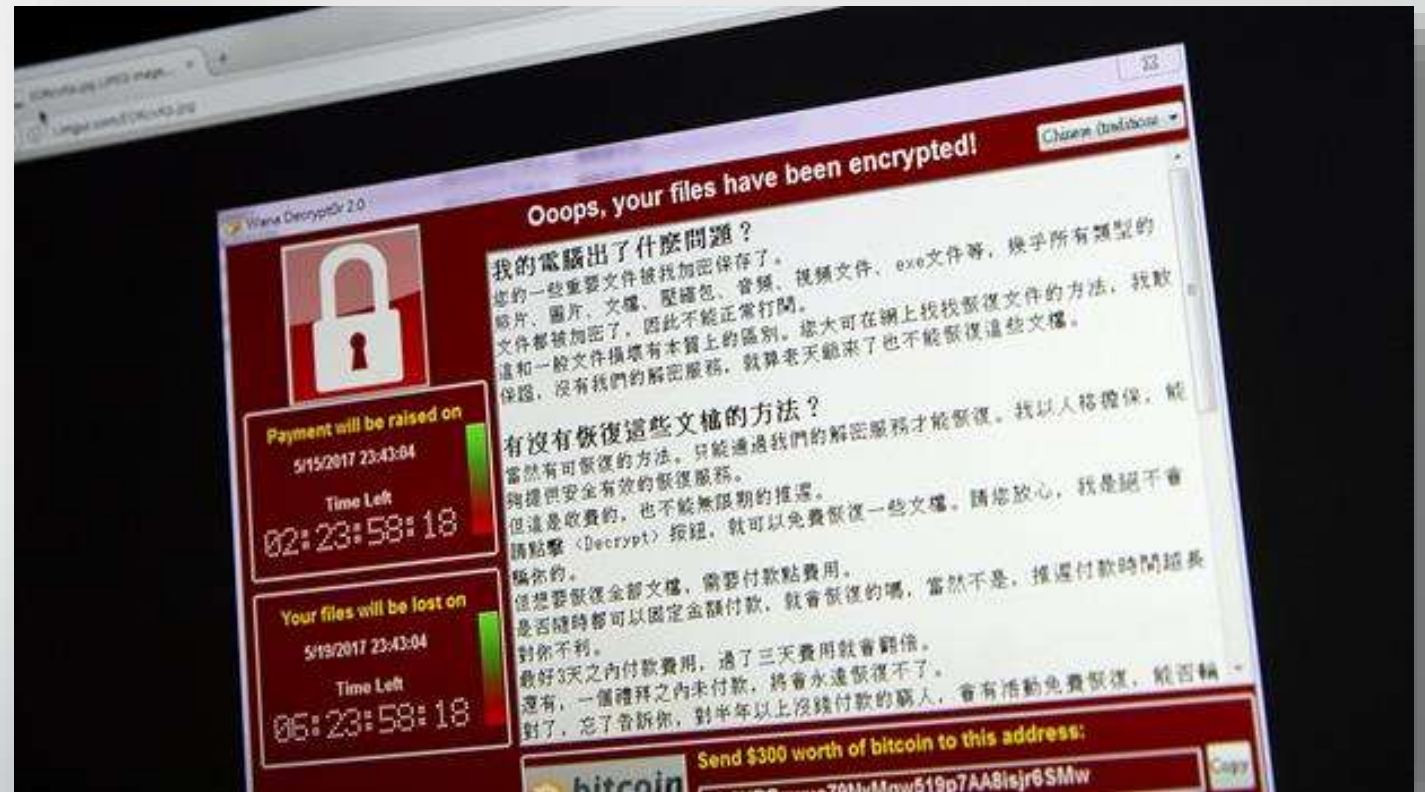 Wana Decrypt0r 2.0
Ooops, your files have been encrypted!
Chinese (traditional
我的電腦出了什麼問題？
您的一些重要文件被我加密保存了。
照片、圖片、文檔、壓縮包、音頻、視頻文件、exe文件等，幾乎所有類型的
文件都被加密了，因此不能正常打開。
這和一般文件損壞有本質上的區別。您大可在網上找找恢復文件的方法，我敢
保證，沒有我們的解密服務，就算老天爺來了也不能恢復這些文檔。
有沒有恢復這些文檔的方法？
當然有可恢復的方法。只能通過我們的解密服務才能恢復。我以人格擔保，能
夠提供安全有效的恢復服務。
但這是收費的，也不能無限期的推遲。
請點擊 <Decrypt> 按鈕，就可以免費恢復一些文檔。請您放心，我是絕不會
騙你的。
但想要恢復全部文檔，需要付款點費用。
是否隨時都可以固定金額付款，就會恢復的嗎，當然不是，推遲付款時間越長
對你不利。
最好3天之內付款費用，過了三天費用就會翻倍。
還有，一個禮拜之內未付款，將會永遠恢復不了。
對了，忘了告訴你，對半年以上沒錢付款的窮人，會有活動免費恢復，能否輪
Payment will be raised on
5/15/2017 23:43:04
Time Left
02:23:58:18
Your files will be lost on
5/19/2017 23:43:04
Time Left
06:23:58:18
bitcoin
Send $300 worth of bitcoin to this address:
Copy